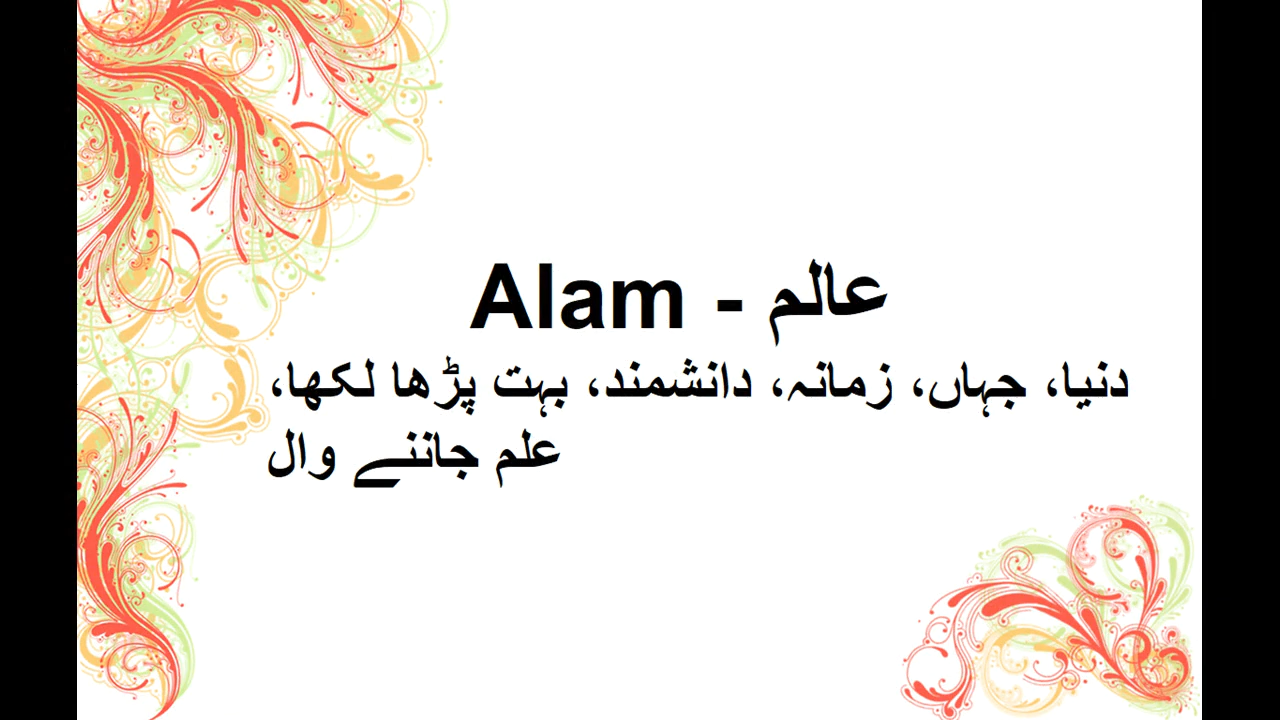 Alam - عالم
دنیا، جہاں، زمانہ، دانشمند، بہت پڑھا لکھا،
علم جاننے وال